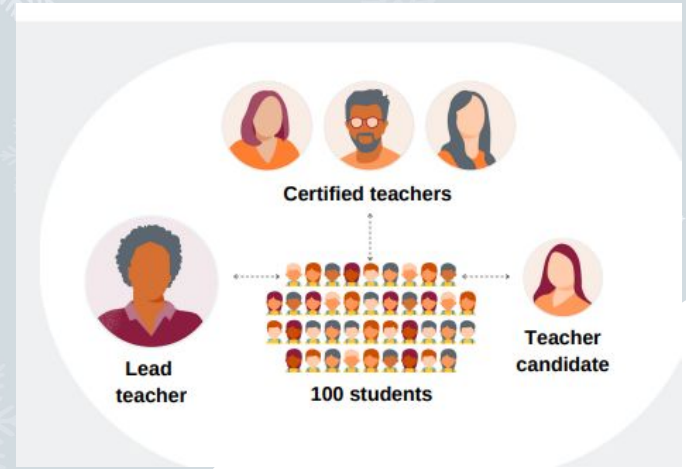 Certified teachers
Lead
teacher
Teacher
candidate
100 students